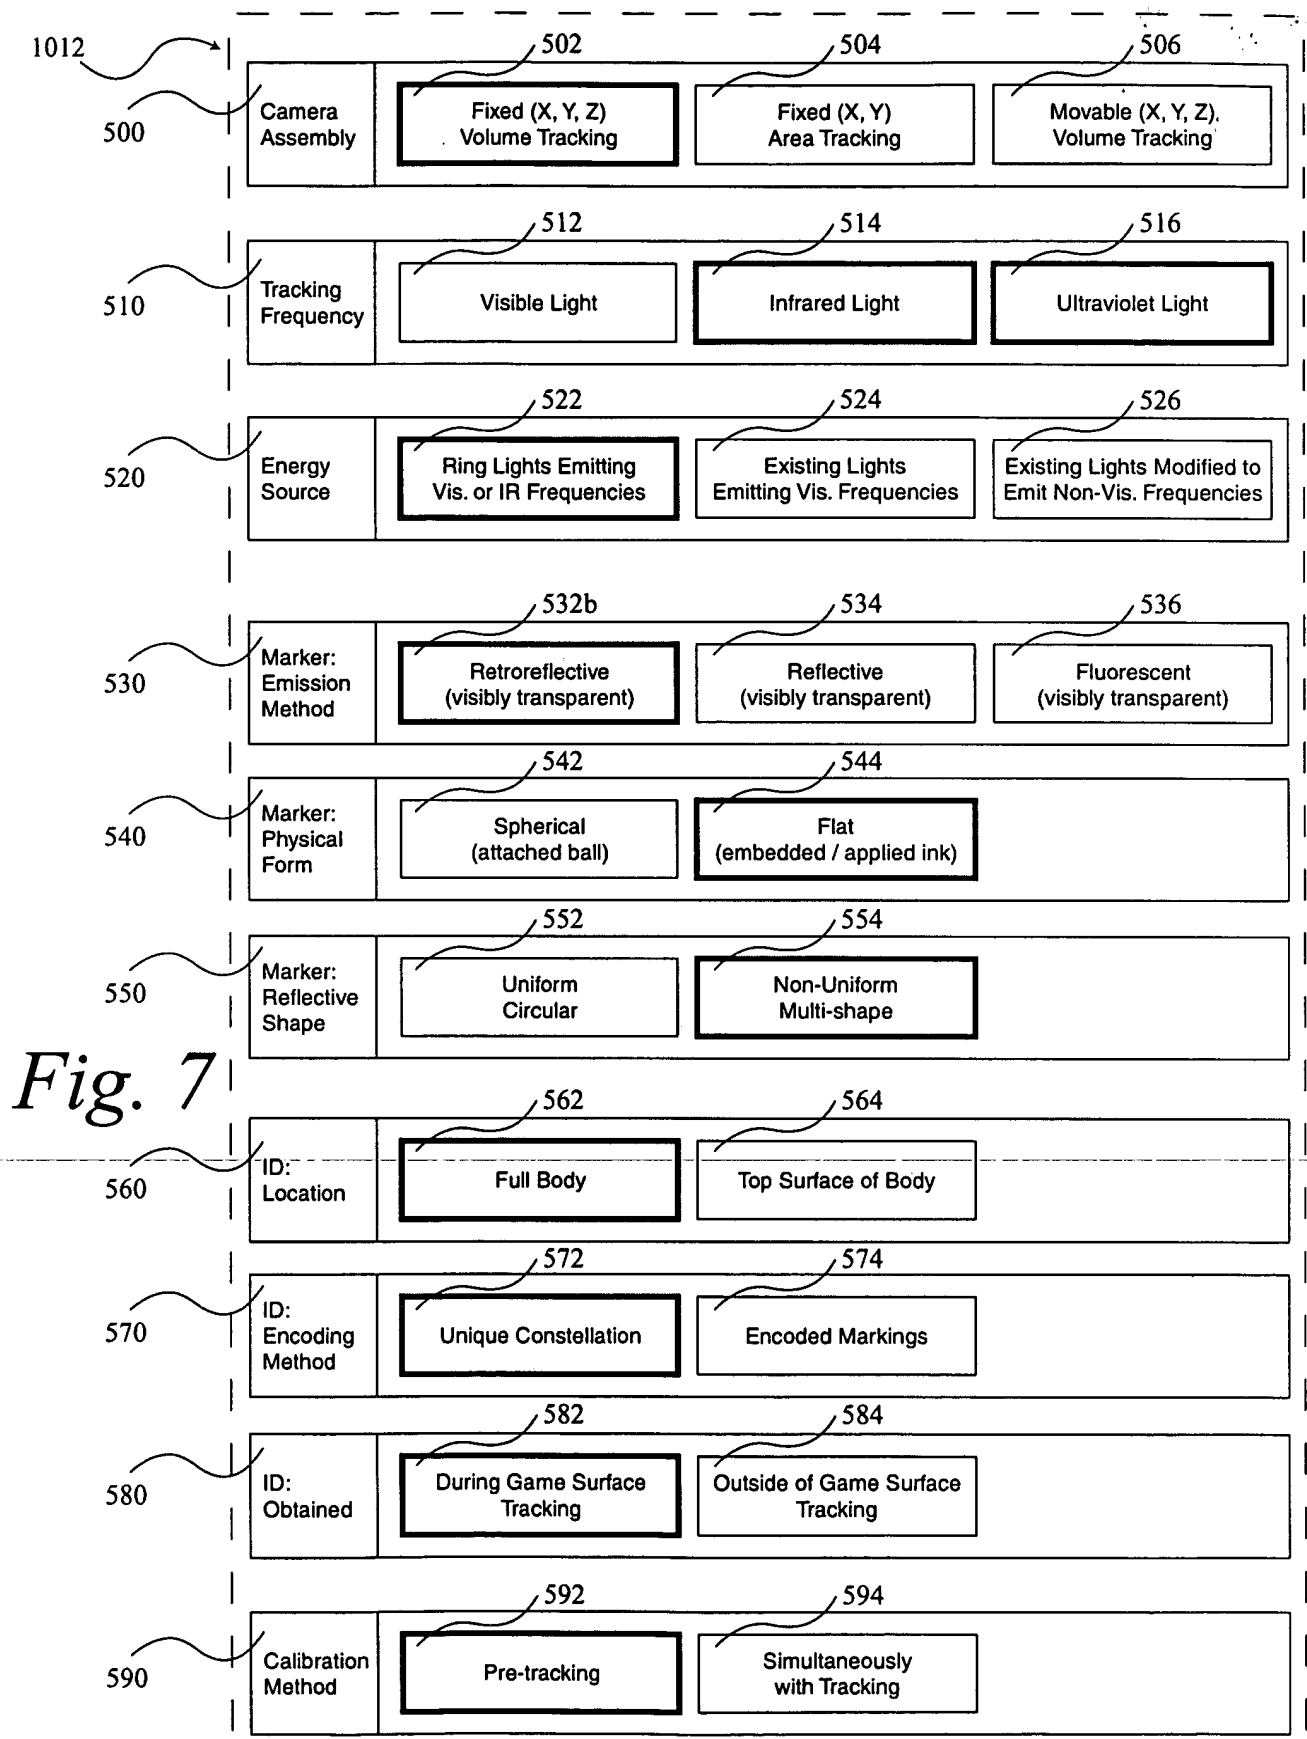 1012
502
504
506
500
Camera
Assembly
Fixed (X, Y, Z)
Volume Tracking
Fixed (X, Y)
Area Tracking
Movable (X, Y, Z).
Volume Tracking
512
514
516
510
Tracking
Frequency
Visible Light
Infrared Light
Ultraviolet Light
522
524
526
520
Energy
Source
Ring Lights Emitting
Vis. or IR Frequencies
Existing Lights
Emitting Vis. Frequencies
Existing Lights Modified to
Emit Non-Vis. Frequencies
532b
534
536
530
Marker:
Emission
Method
Retroreflective
(visibly transparent)
Reflective
(visibly transparent)
Fluorescent
(visibly transparent)
542
544
540
Marker:
Physical
Form
Spherical
(attached ball)
Flat
(embedded / applied ink)
552
554
550
Marker:
Reflective
Shape
Uniform
Circular
Non-Uniform
Multi-shape
Fig. 7
562
564
560
ID:
Location
Full Body
Top Surface of Body
572
574
570
ID:
Encoding
Method
Unique Constellation
Encoded Markings
582
584
580
ID:
Obtained
During Game Surface
Tracking
Outside of Game Surface
Tracking
592
594
590
Calibration
Method
Pre-tracking
Simultaneously
with Tracking